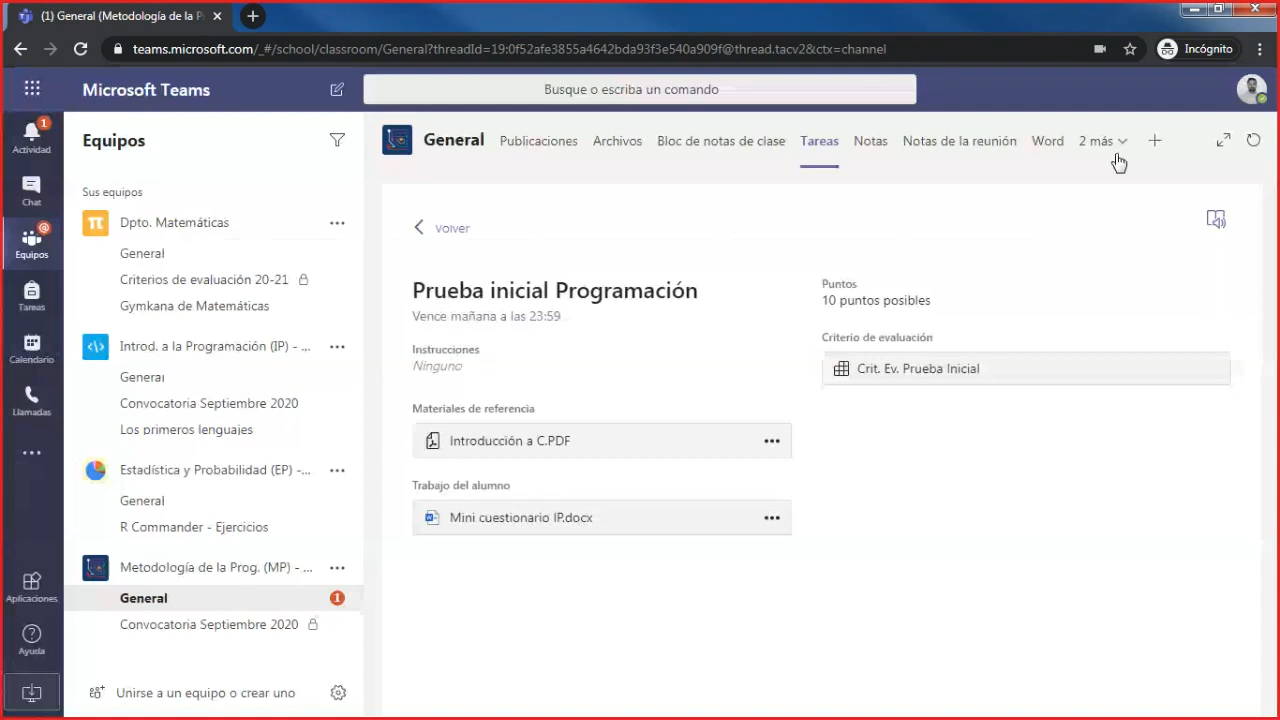 (1) General (Metodología de la P
teams.microsoft.com/_#/school/classroom/General?threadId=19:0f52afe3855a4642bda93f3e540a909f@thread.tacv2&ctx=channel
Incógnito
Microsoft Teams
Busque o escriba un comando
1
Actividad
Chat
@
Equipos
Tareas
Calendario
Llamadas
Aplicaciones
Ayuda
Equipos
Sus equipos
Dpto. Matemáticas
General
Criterios de evaluación 20-21
Gymkana de Matemáticas
Introd. a la Programación (IP) - ...
General
Convocatoria Septiembre 2020
Los primeros lenguajes
Estadística y Probabilidad (EP) -...
General
R Commander - Ejercicios
Metodología de la Prog. (MP) - ...
General 1
Convocatoria Septiembre 2020
Unirse a un equipo o crear uno
General Publicaciones Archivos Bloc de notas de clase Tareas Notas Notas de la reunión Word 2 más
Volver
Prueba inicial Programación
Vence mañana a las 23:59
Instrucciones
Ninguno
Materiales de referencia
Introducción a C.PDF
Trabajo del alumno
Mini cuestionario IP.docx
Puntos
10 puntos posibles
Criterio de evaluación
Crit. Ev. Prueba Inicial